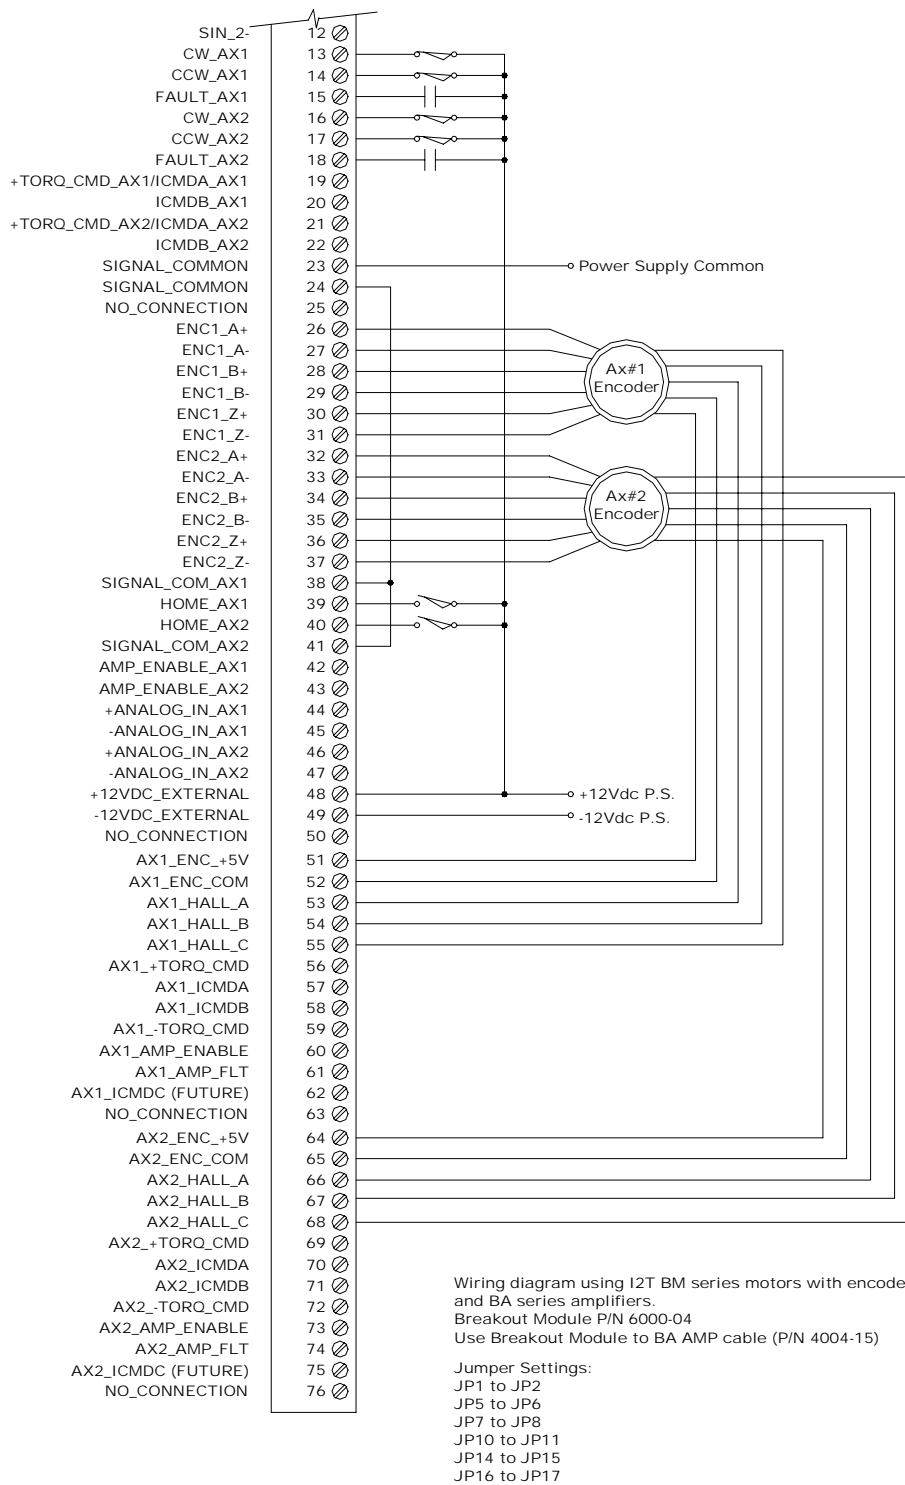 SIN_2- 12
CW_AX1 13
CCW_AX1 14
FAULT_AX1 15
CW_AX2 16
CCW_AX2 17
FAULT_AX2 18
+TORQ_CMD_AX1/ICMDA_AX1 19
ICMDB_AX1 20
+TORQ_CMD_AX2/ICMDA_AX2 21
ICMDB_AX2 22
SIGNAL_COMMON 23 Power Supply Common
SIGNAL_COMMON 24
NO_CONNECTION 25
ENC1_A+ 26
ENC1_A- 27
ENC1_B+ 28
Ax#1
Encoder
ENC1_B- 29
ENC1_Z+ 30
ENC1_Z- 31
ENC2_A+ 32
ENC2_A- 33
ENC2_B+ 34
Ax#2
Encoder
ENC2_B- 35
ENC2_Z+ 36
ENC2_Z- 37
SIGNAL_COM_AX1 38
HOME_AX1 39
HOME_AX2 40
SIGNAL_COM_AX2 41
AMP_ENABLE_AX1 42
AMP_ENABLE_AX2 43
+ANALOG_IN_AX1 44
-ANALOG_IN_AX1 45
+ANALOG_IN_AX2 46
-ANALOG_IN_AX2 47
+12VDC_EXTERNAL 48 +12Vdc P.S.
-12VDC_EXTERNAL 49 -12Vdc P.S.
NO_CONNECTION 50
AX1_ENC_+5V 51
AX1_ENC_COM 52
AX1_HALL_A 53
AX1_HALL_B 54
AX1_HALL_C 55
AX1_+TORQ_CMD 56
AX1_ICMDA 57
AX1_ICMDB 58
AX1_-TORQ_CMD 59
AX1_AMP_ENABLE 60
AX1_AMP_FLT 61
AX1_ICMDC (FUTURE) 62
NO_CONNECTION 63
AX2_ENC_+5V 64
AX2_ENC_COM 65
AX2_HALL_A 66
AX2_HALL_B 67
AX2_HALL_C 68
AX2_+TORQ_CMD 69
AX2_ICMDA 70
AX2_ICMDB 71
AX2_-TORQ_CMD 72
AX2_AMP_ENABLE 73
AX2_AMP_FLT 74
AX2_ICMDC (FUTURE) 75
NO_CONNECTION 76
Wiring diagram using I2T BM series motors with encode
and BA series amplifiers.
Breakout Module P/N 6000-04
Use Breakout Module to BA AMP cable (P/N 4004-15)
Jumper Settings:
JP1 to JP2
JP5 to JP6
JP7 to JP8
JP10 to JP11
JP14 to JP15
JP16 to JP17